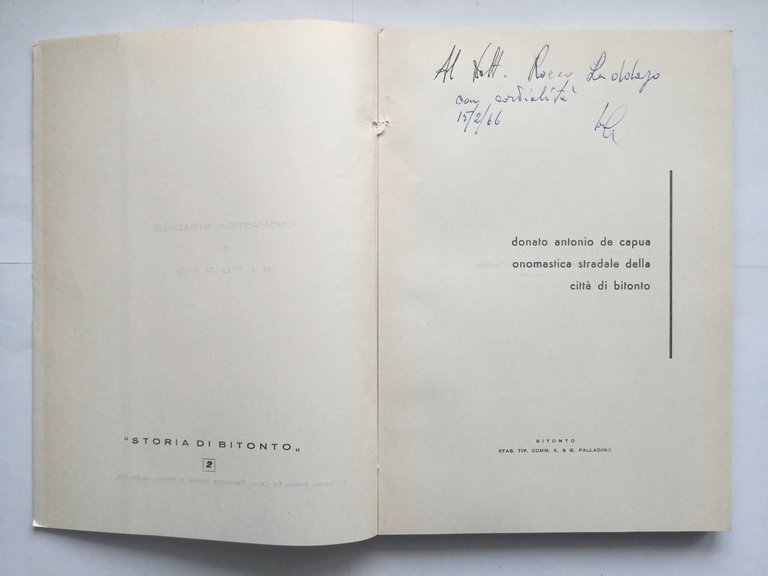 "STORIA DI BITONTO„
2
Al Dott. Rocco
con cordialità
15/2/66
donato antonio de capua
onomastica stradale della
città di bitonto
BITONTO
STAB. TIP. COMM. E. & G. PALLADINO